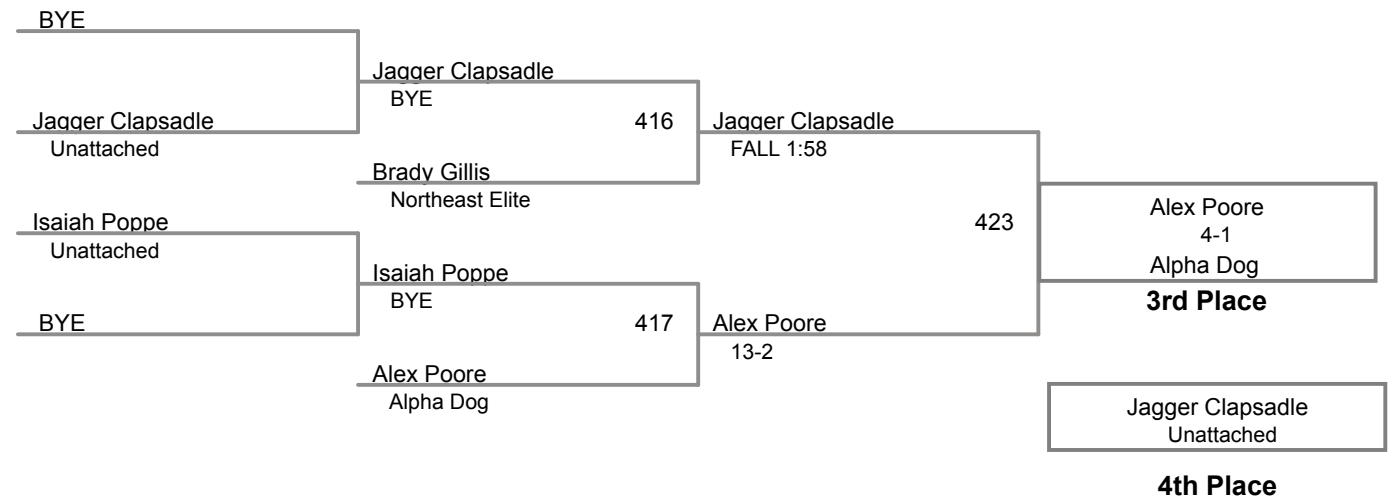 BYE
Jagger Clapsadle
BYE
Jagger Clapsadle
Unattached
416
Jagger Clapsadle
FALL 1:58
Brady Gillis
Northeast Elite
Isaiah Poppe
Unattached
423
Alex Poore
4-1
Alpha Dog
3rd Place
Isaiah Poppe
BYE
BYE
417
Alex Poore
13-2
Alex Poore
Alpha Dog
Jagger Clapsadle
Unattached
4th Place